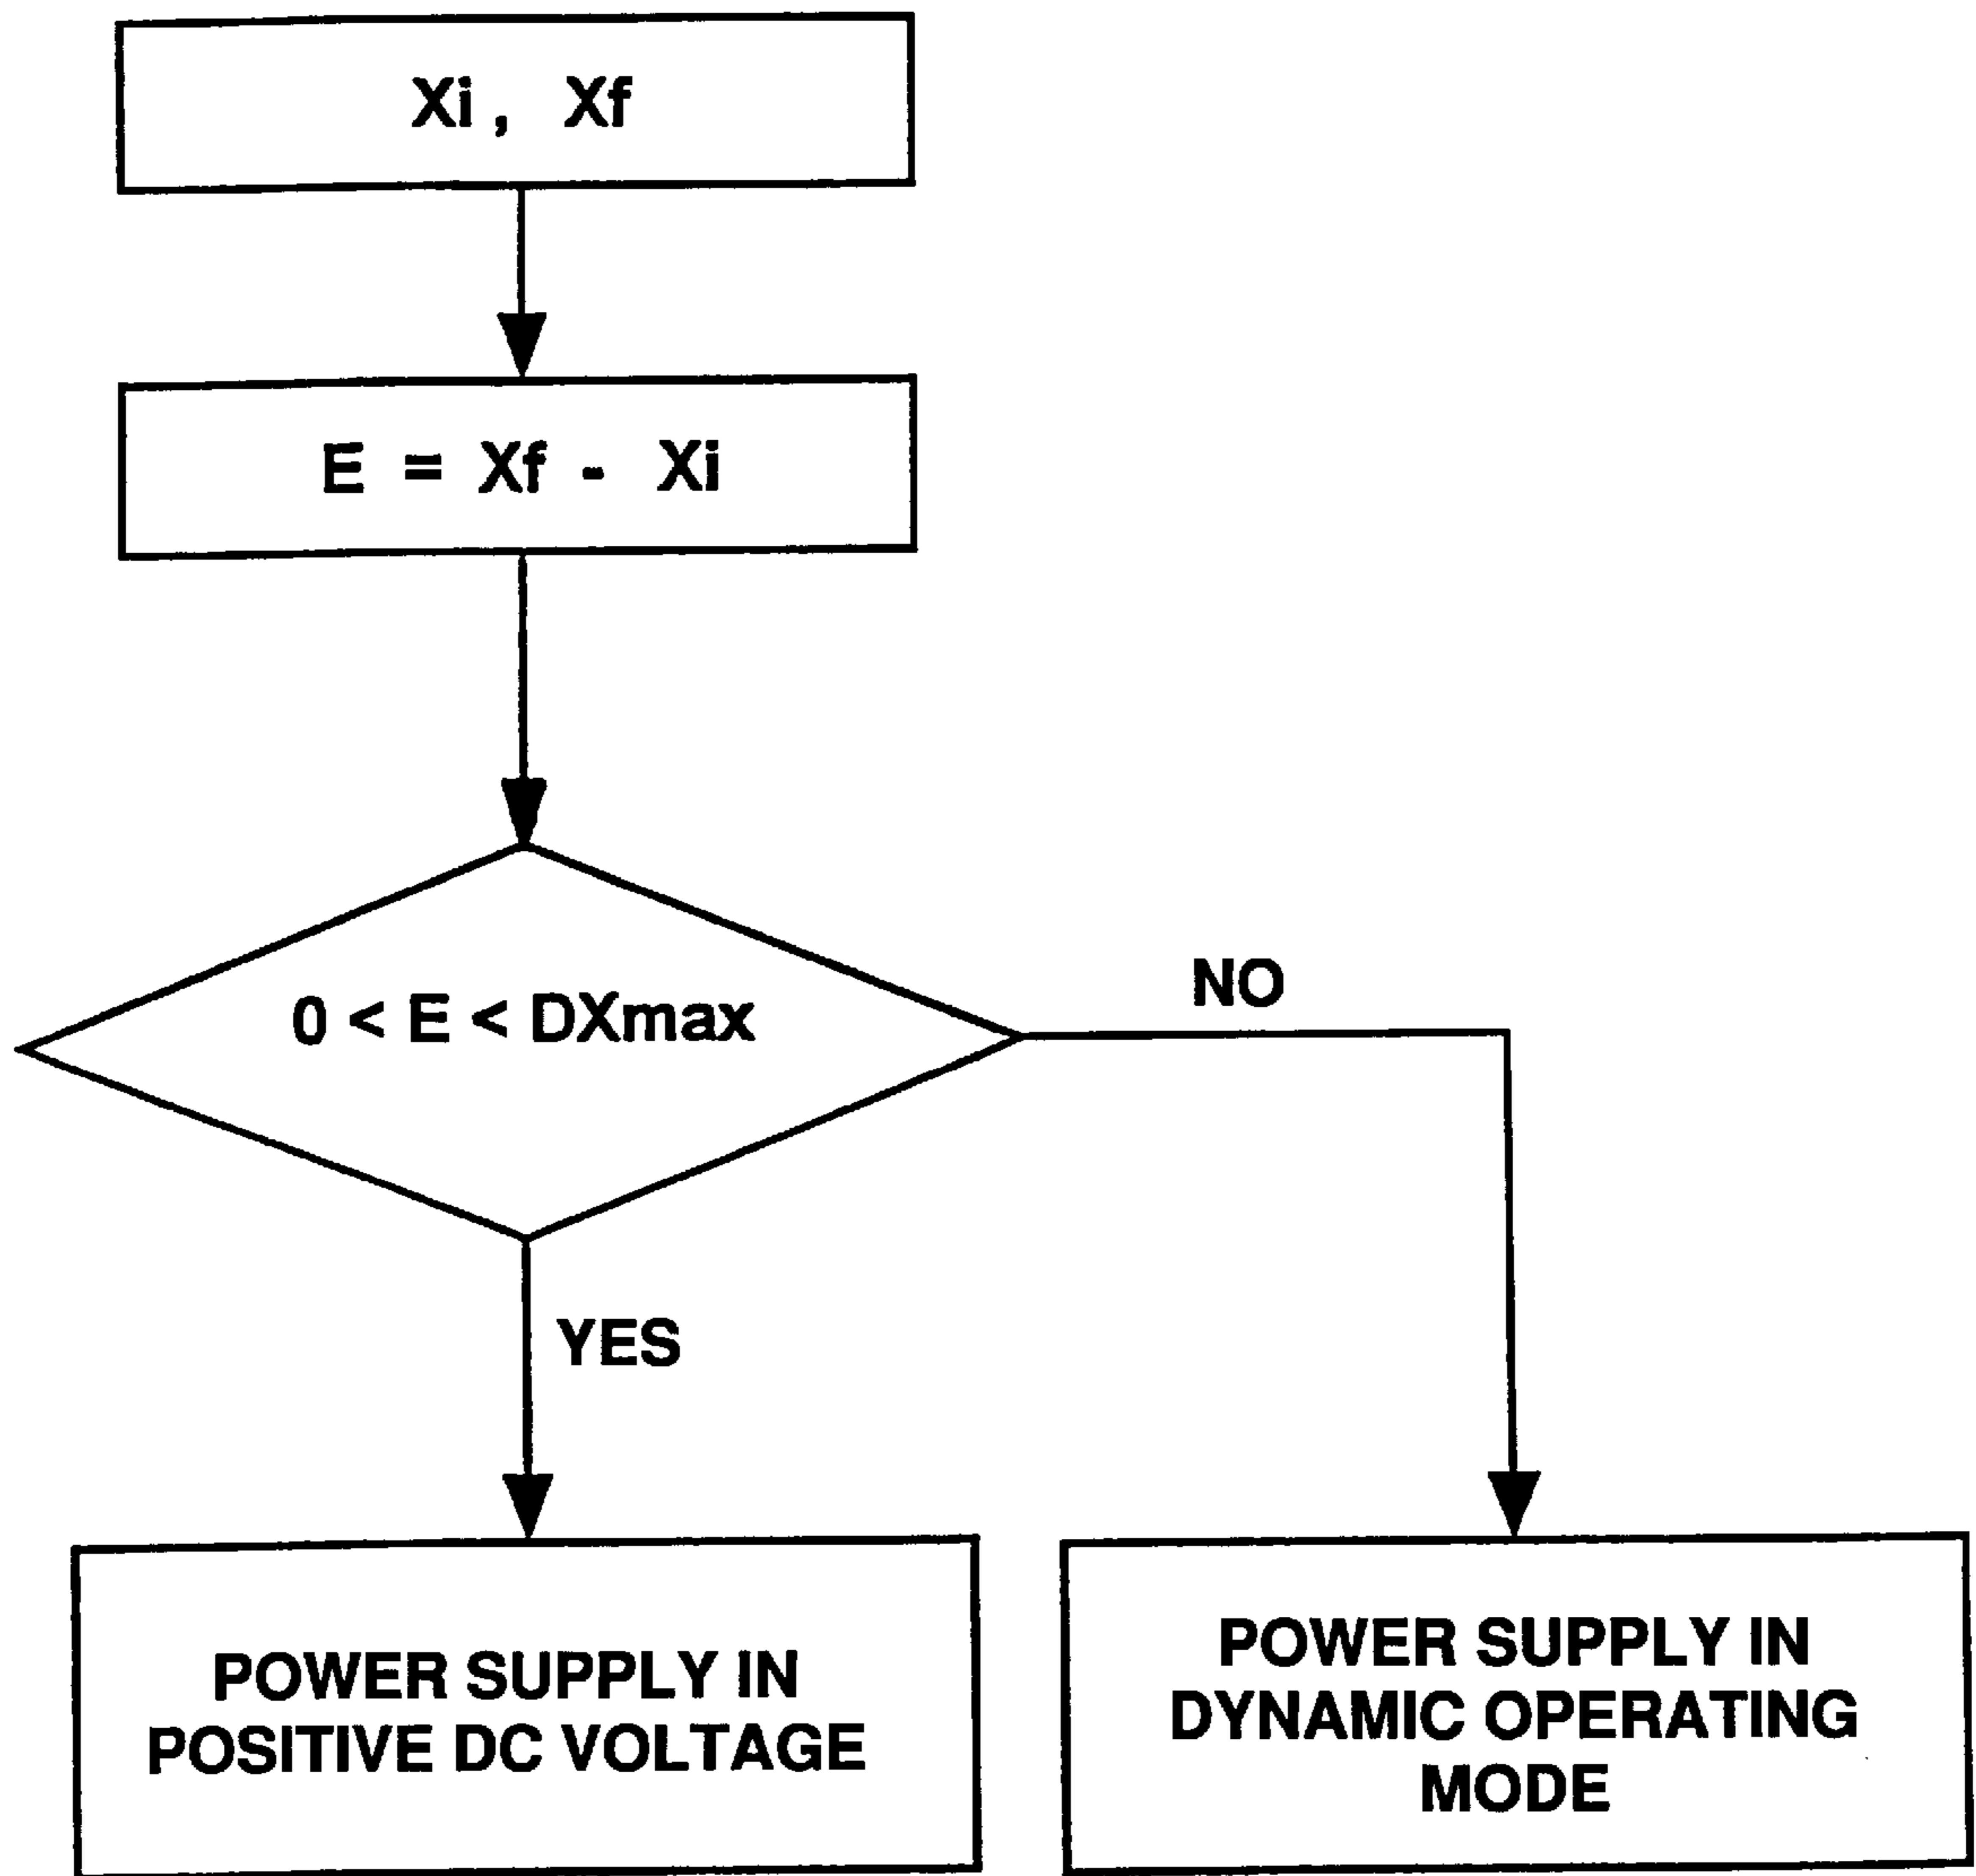 Xi, Xf
E = Xf - Xi
0 < E < DXmax
NO
YES
POWER SUPPLY IN
POSITIVE DC VOLTAGE
POWER SUPPLY IN
DYNAMIC OPERATING
MODE